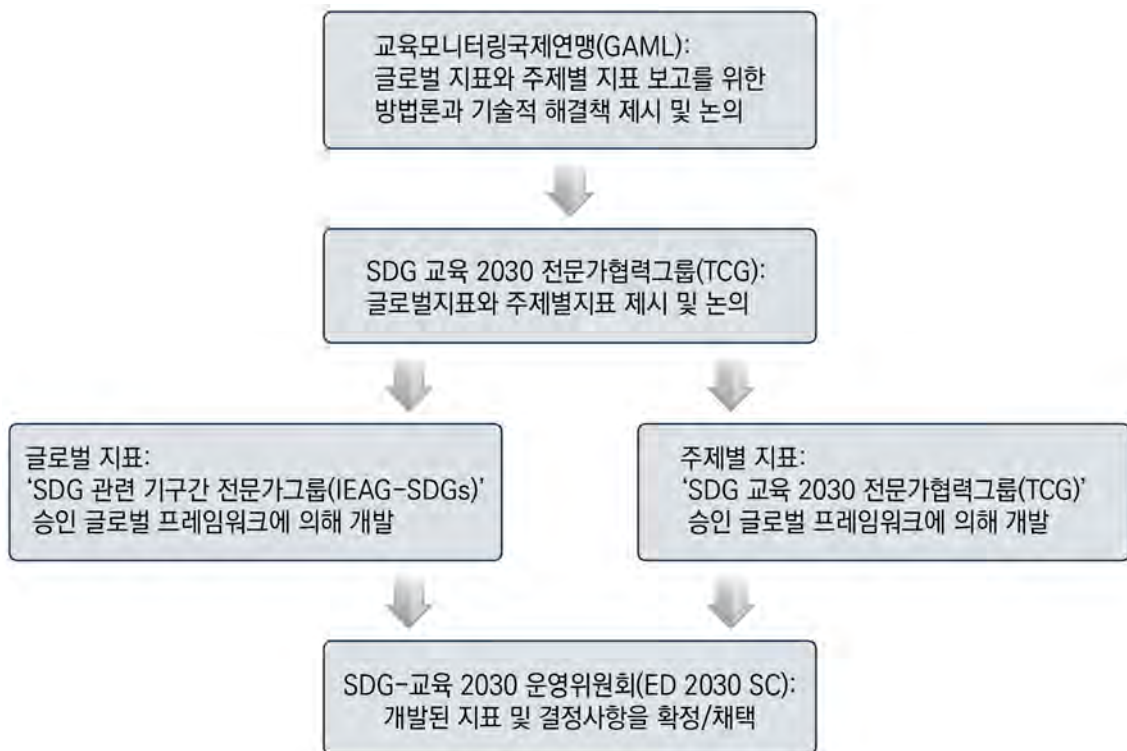 교육모니터링국제연맹(GAML):
글로벌 지표와 주제별 지표 보고를 위한
방법론과 기술적 해결책 제시 및 논의
SDG 교육 2030 전문가협력그룹(TCG):
글로벌지표와 주제별지표 제시 및 논의
글로벌 지표:
‘SDG 관련 기구간 전문가그룹(IEAG-SDGs)’
승인 글로벌 프레임워크에 의해 개발
주제별 지표:
‘SDG 교육 2030 전문가협력그룹(TCG)’
승인 글로벌 프레임워크에 의해 개발
SDG-교육 2030 운영위원회(ED 2030 SC):
개발된 지표 및 결정사항을 확정/채택